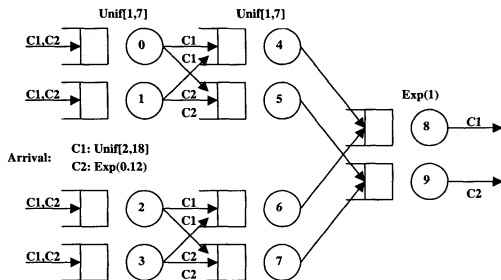 Unif[1,7] Unif[1,7]
C1,C2 0 C1 4
C1
C1,C2 1 C2 5
C2
Exp(1)
8 C1
Arrival: C1: Unif[2,18]
C2: Exp(0.12)
9 C2
C1,C2 2 C1 6
C1
C1,C2 3 C2 7
C2